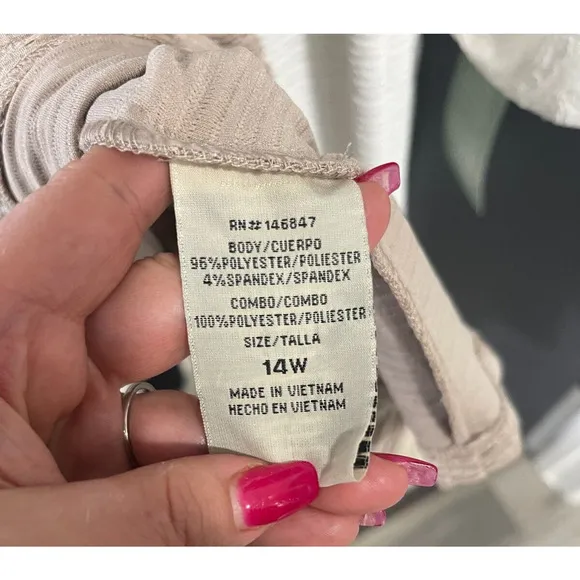 RN# 146847
BODY/CUERPO
96%POLYESTER/POLIESTER
4%SPANDEX/SPANDEX
COMBO/COMBO
100%POLYESTER/POLIESTER
SIZE/TALLA
14W
MADE IN VIETNAM
HECHO EN VIETNAM